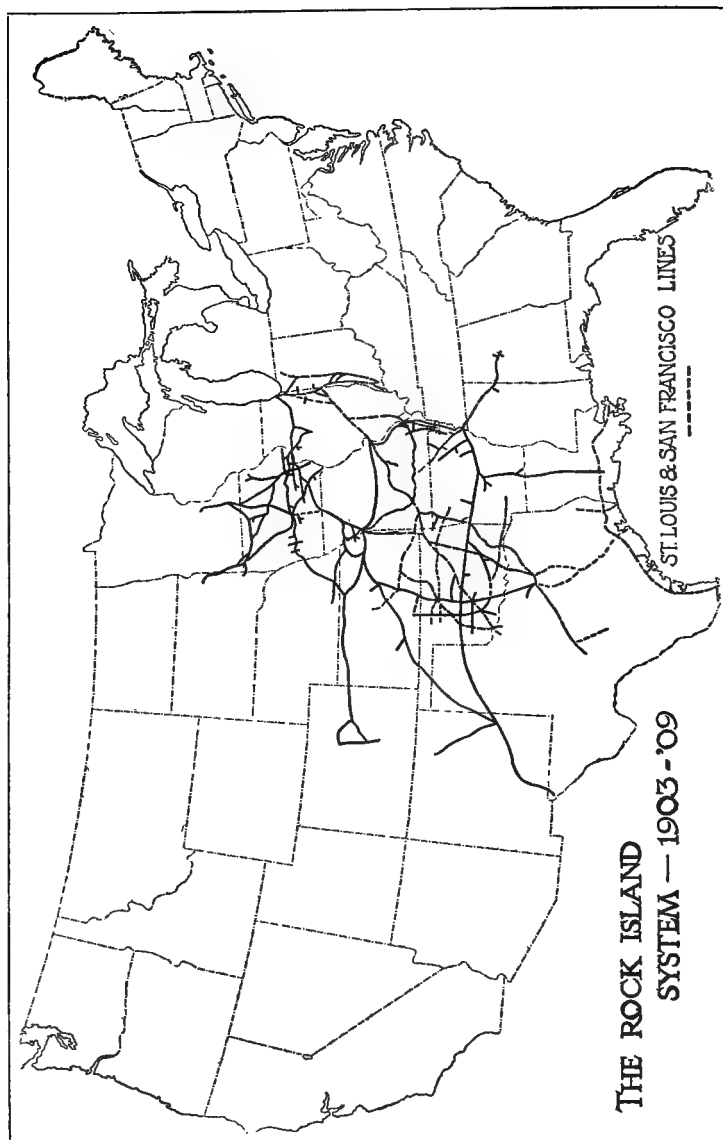 THE ROCK ISLAND
SYSTEM — 1903 - '09
ST. LOUIS & SAN FRANCISCO LINES